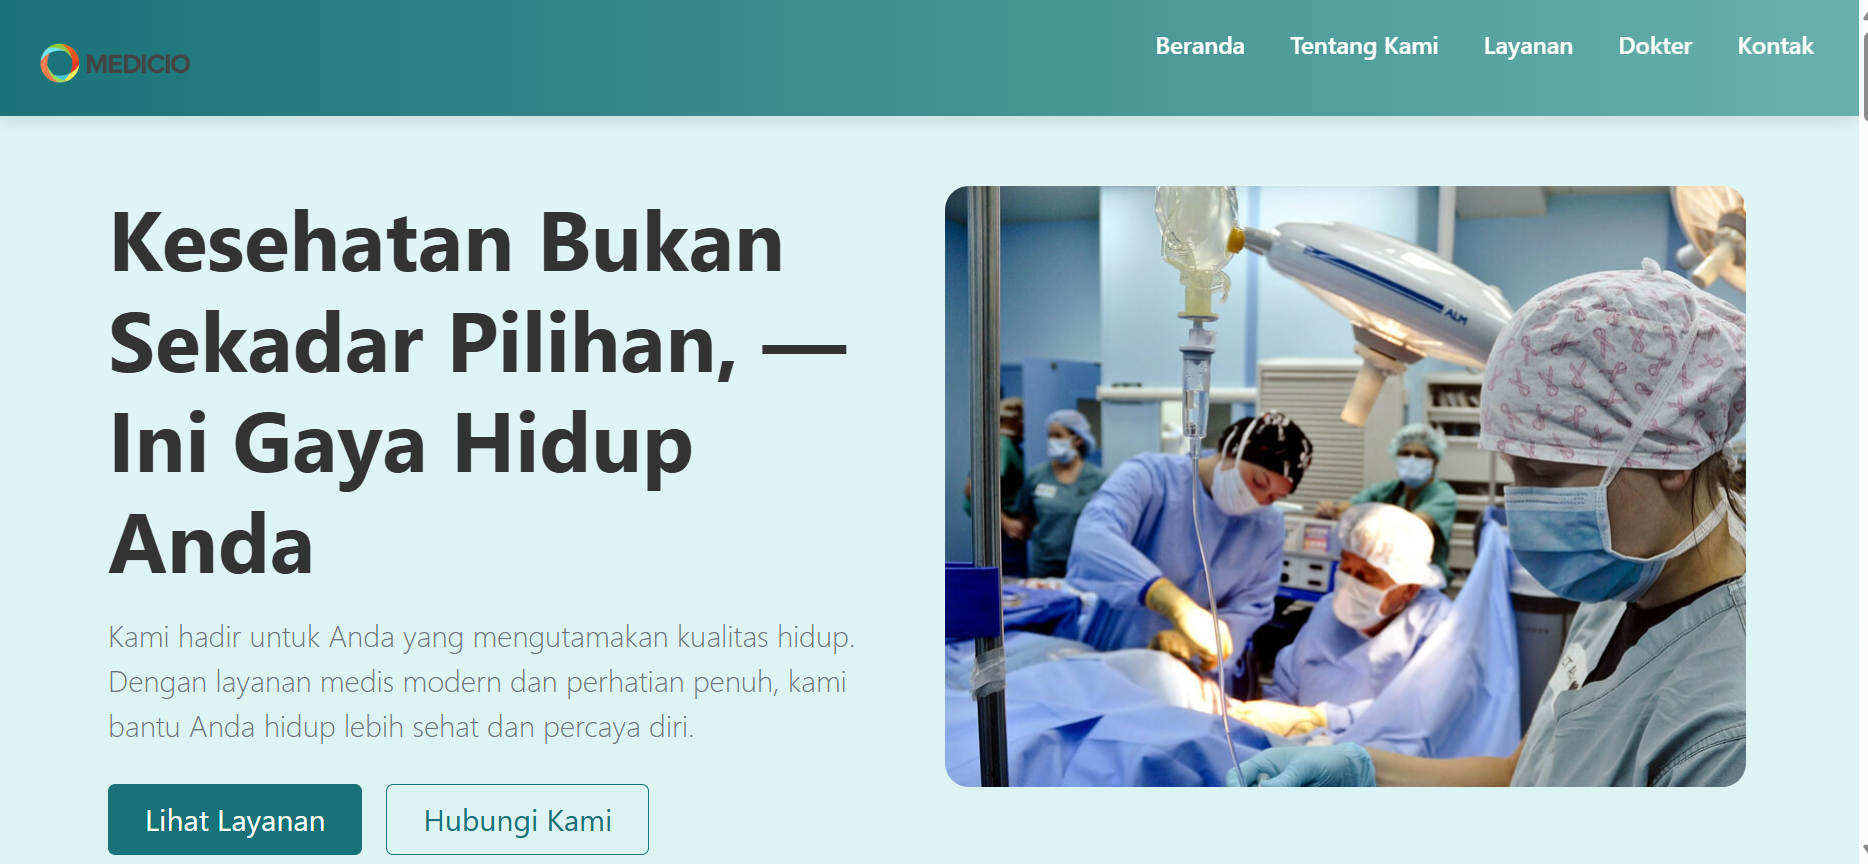 MEDICIO
Beranda Tentang Kami Layanan Dokter Kontak
Kesehatan Bukan
Sekadar Pilihan, —
Ini Gaya Hidup
Anda
Kami hadir untuk Anda yang mengutamakan kualitas hidup.
Dengan layanan medis modern dan perhatian penuh, kami
bantu Anda hidup lebih sehat dan percaya diri.
Lihat Layanan Hubungi Kami
ALM